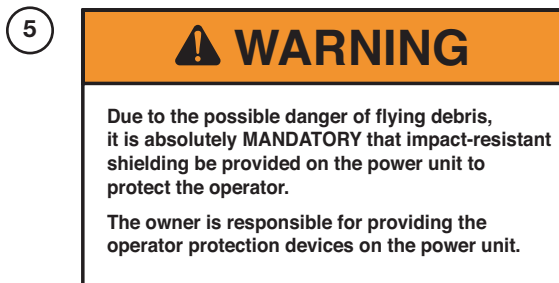 5
WARNING
Due to the possible danger of flying debris,
it is absolutely MANDATORY that impact-resistant
shielding be provided on the power unit to
protect the operator.
The owner is responsible for providing the
operator protection devices on the power unit.